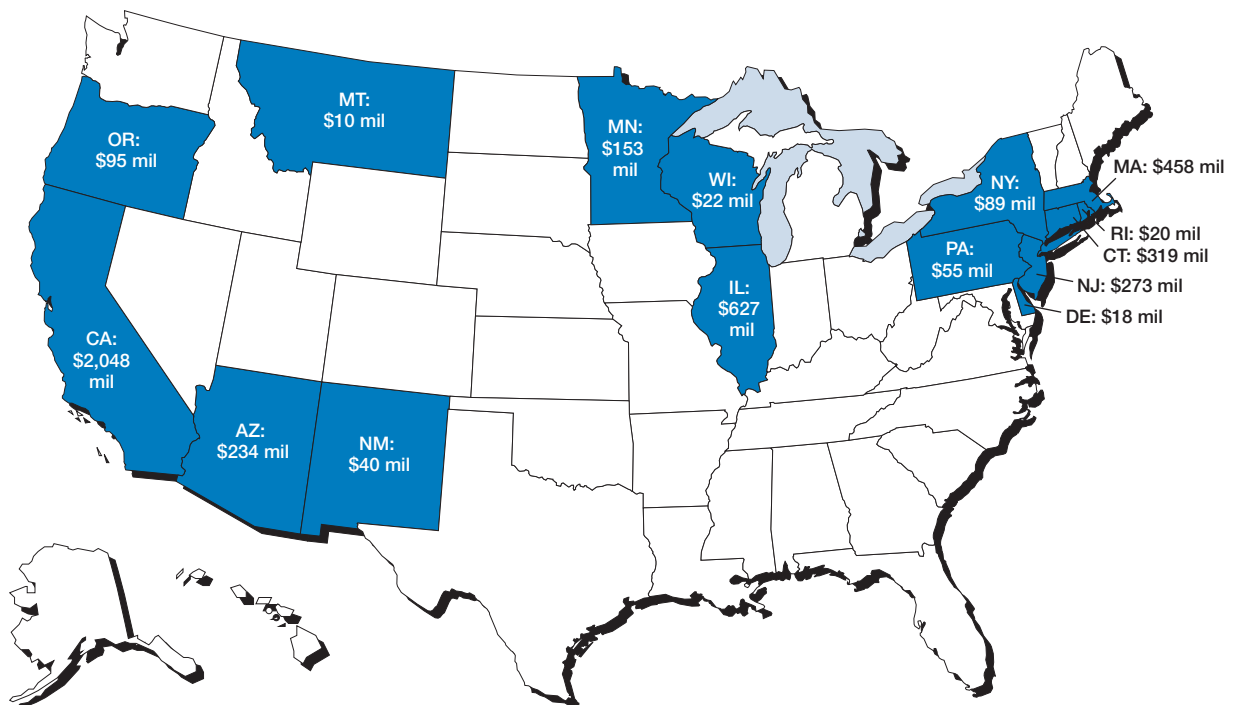 MT:
$10 mil
OR:
$95 mil
MN:
$153
mil
WI:
$22 mil
NY:
$89 mil
MA: $458 mil
RI: $20 mil
CT: $319 mil
PA:
$55 mil
NJ: $273 mil
DE: $18 mil
IL:
$627
mil
CA:
$2,048
mil
AZ:
$234 mil
NM:
$40 mil